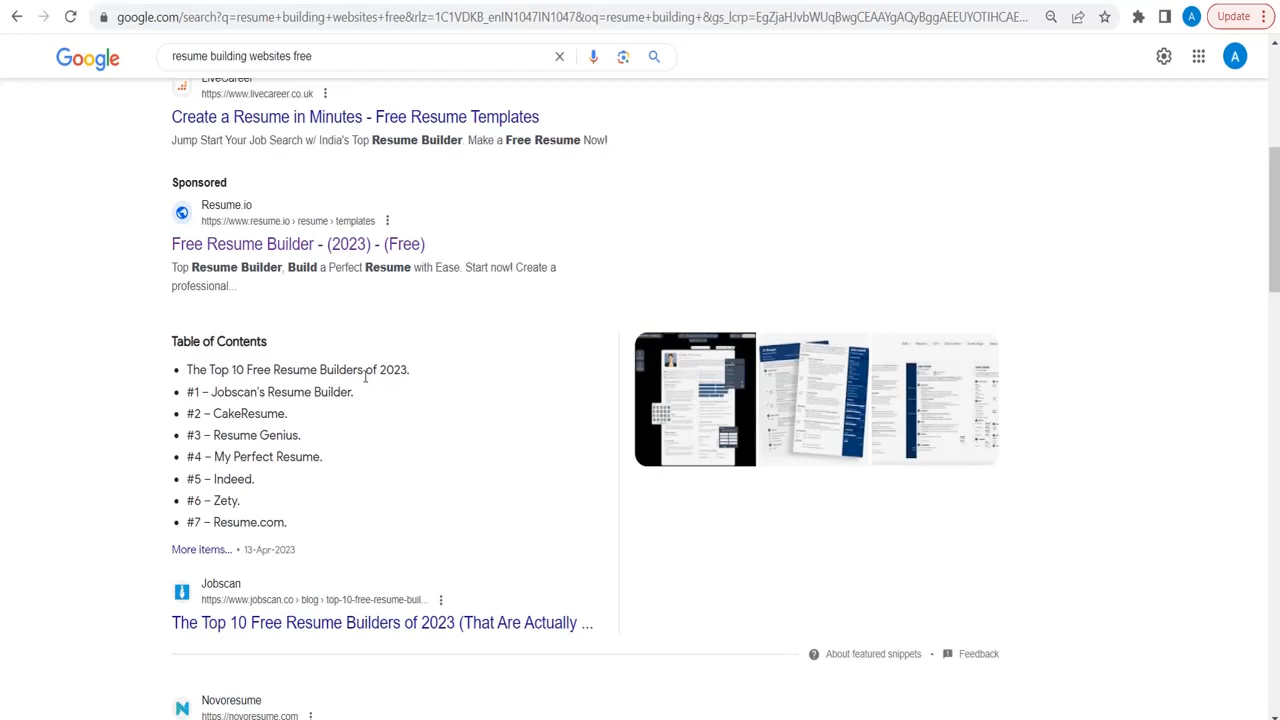 google.com/search?q=resume+building+websites+free&rlz=1C1VDKB_enIN1047IN1047&oq=resume+building+&gs_lcrp=EgZjaHJvbWUqBwgCEAAYgAQyBggAEEUYOTIHCAE...
A
Update
Google
resume building websites free
A
LiveCareer
https://www.livecareer.co.uk
Create a Resume in Minutes - Free Resume Templates
Jump Start Your Job Search w/ India's Top Resume Builder. Make a Free Resume Now!
Sponsored
Resume.io
https://www.resume.io › resume › templates
Free Resume Builder - (2023) - (Free)
Top Resume Builder, Build a Perfect Resume with Ease. Start now! Create a
professional...
Table of Contents
• The Top 10 Free Resume Builders of 2023.
• #1 – Jobscan's Resume Builder.
• #2 – CakeResume.
• #3 – Resume Genius.
• #4 – My Perfect Resume.
• #5 – Indeed.
• #6 – Zety.
• #7 – Resume.com.
More items... • 13-Apr-2023
Jobscan
https://www.jobscan.co › blog › top-10-free-resume-buil...
The Top 10 Free Resume Builders of 2023 (That Are Actually ...
About featured snippets • Feedback
N
Novoresume
https://novoresume.com